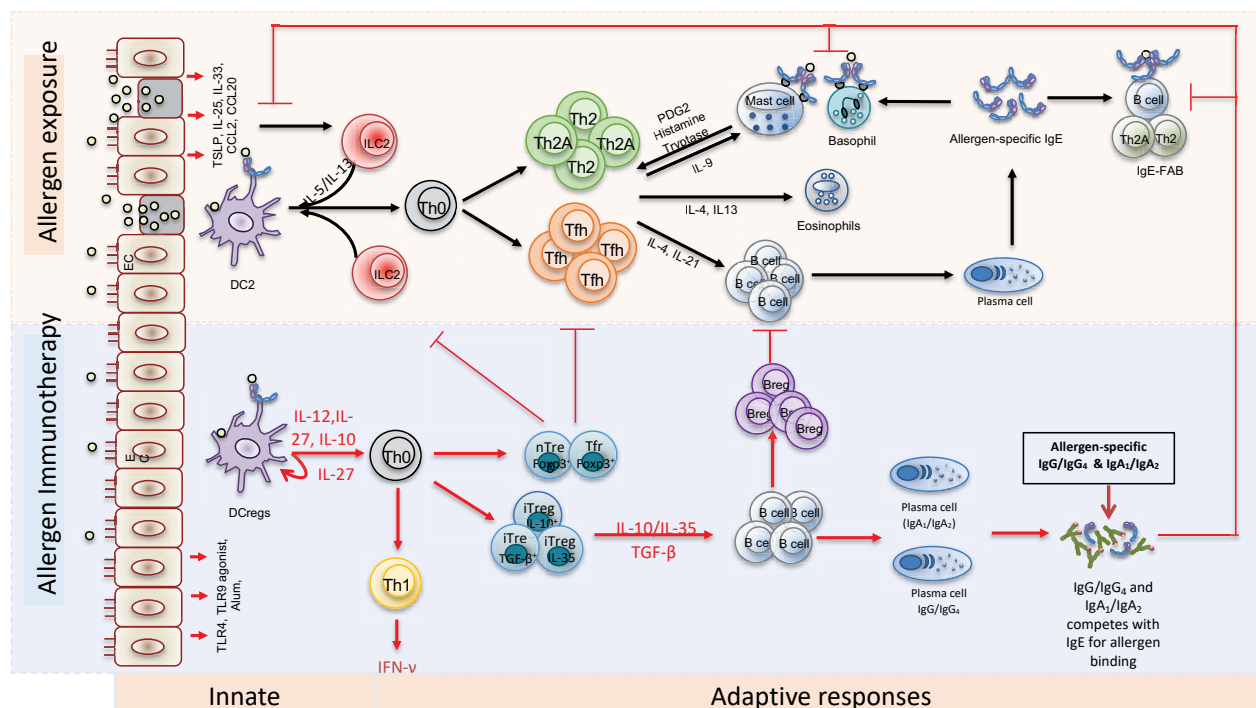 Allergen exposure
TSLP, IL-25, IL-33,
CCL2, CCL20
EC
DC2
ILC2
IL-5/IL-13
ILC2
Th0
Th2
Th2A
Th2A
Th2
Tfh
Tfh
Tfh
Tfh
PDG2
Histamine
Tryptase
IL-9
IL-4, IL13
IL-4, IL-21
Mast cell
Basophil
Eosinophils
B cell
B cell
B cell
B cell
Plasma cell
Allergen-specific IgE
B cell
Th2A
Th2
IgE-FAB
Allergen Immunotherapy
E
C
TLR4, TLR9 agonist,
Alum,
DCregs
IL-12,IL-
27, IL-10
IL-27
Th0
Th1
IFN-ν
nTre
Foxp3⁺
Tfr
Foxp3⁺
iTreg
IL-10⁺
iTre
TGF-β⁺
iTreg
IL-35
IL-10/IL-35
TGF-β
Breg
Breg
Br
Breg
B cell
B cell
B ce
B cell
Plasma cell
(IgA₁/IgA₂)
Plasma cell
IgG/IgG₄
Allergen-specific
IgG/IgG₄ & IgA₁/IgA₂
IgG/IgG₄ and
IgA₁/IgA₂
competes with
IgE for allergen
binding
Innate
Adaptive responses